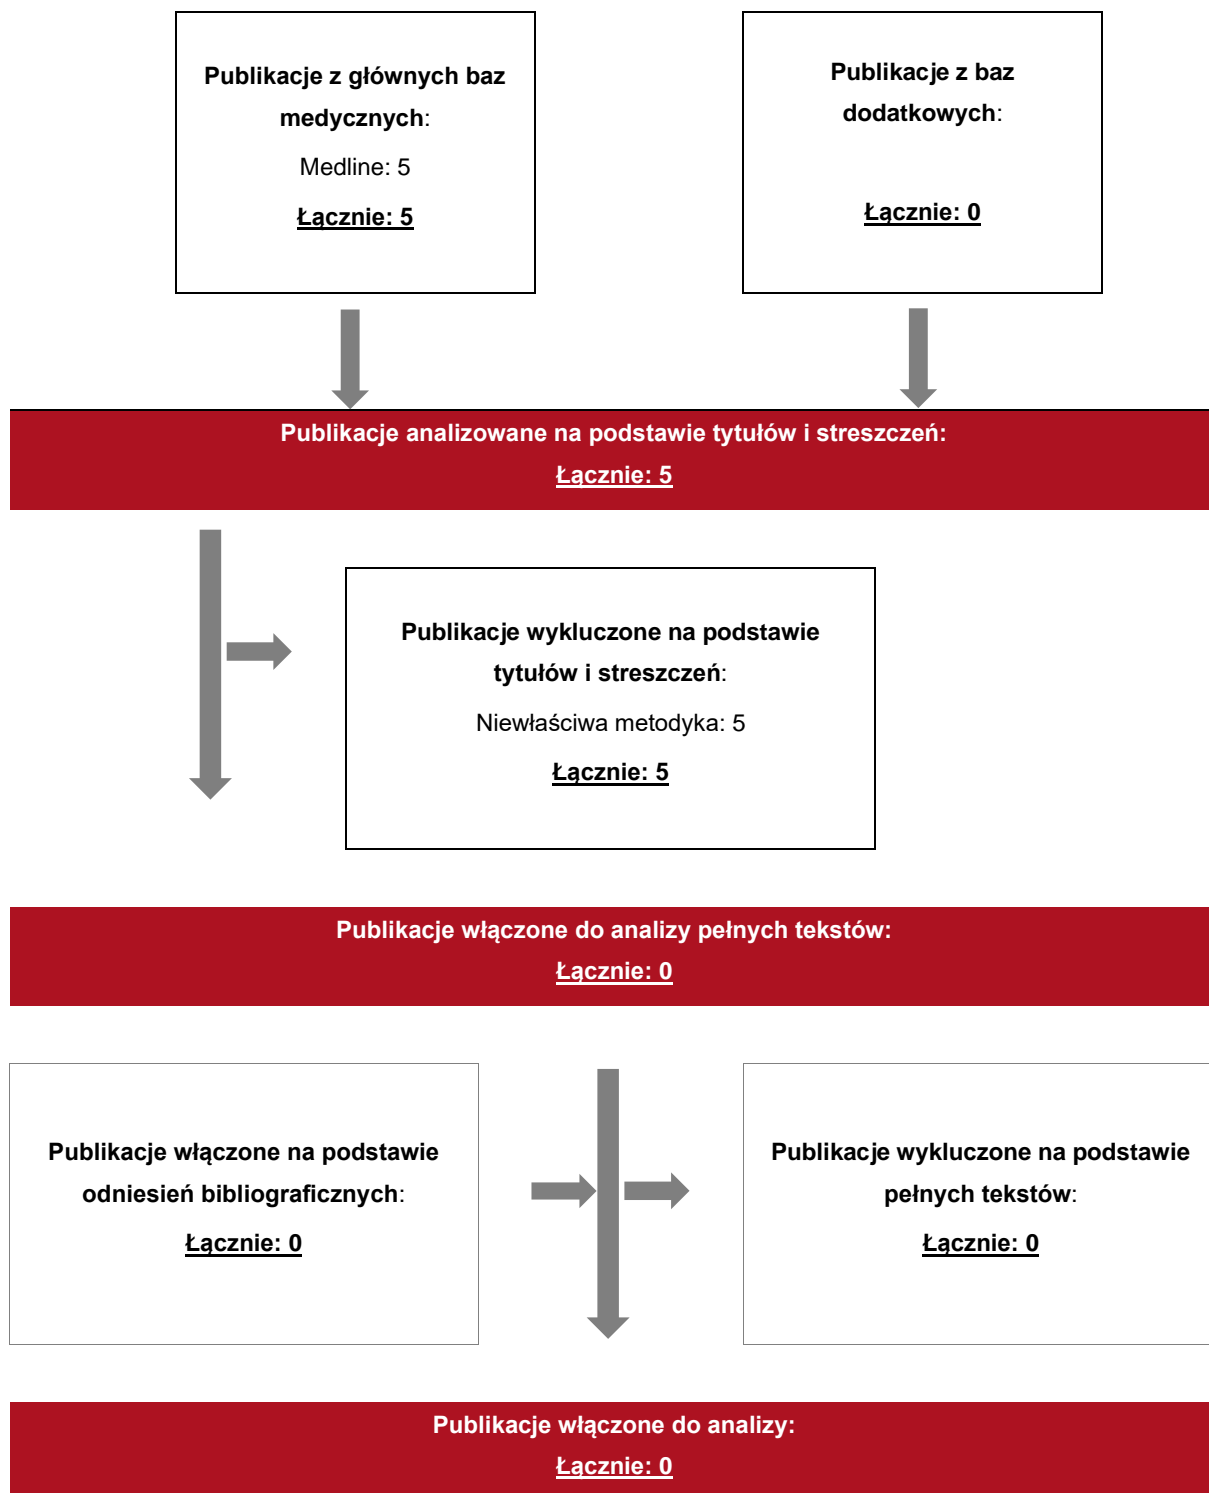 Publikacje z głównych baz
medycznych:
Medline: 5
Łącznie: 5
Publikacje z baz
dodatkowych:
Łącznie: 0
Publikacje analizowane na podstawie tytułów i streszczeń:
Łącznie: 5
Publikacje wykluczone na podstawie
tytułów i streszczeń:
Niewłaściwa metodyka: 5
Łącznie: 5
Publikacje włączone do analizy pełnych tekstów:
Łącznie: 0
Publikacje włączone na podstawie
odniesień bibliograficznych:
Łącznie: 0
Publikacje wykluczone na podstawie
pełnych tekstów:
Łącznie: 0
Publikacje włączone do analizy:
Łącznie: 0